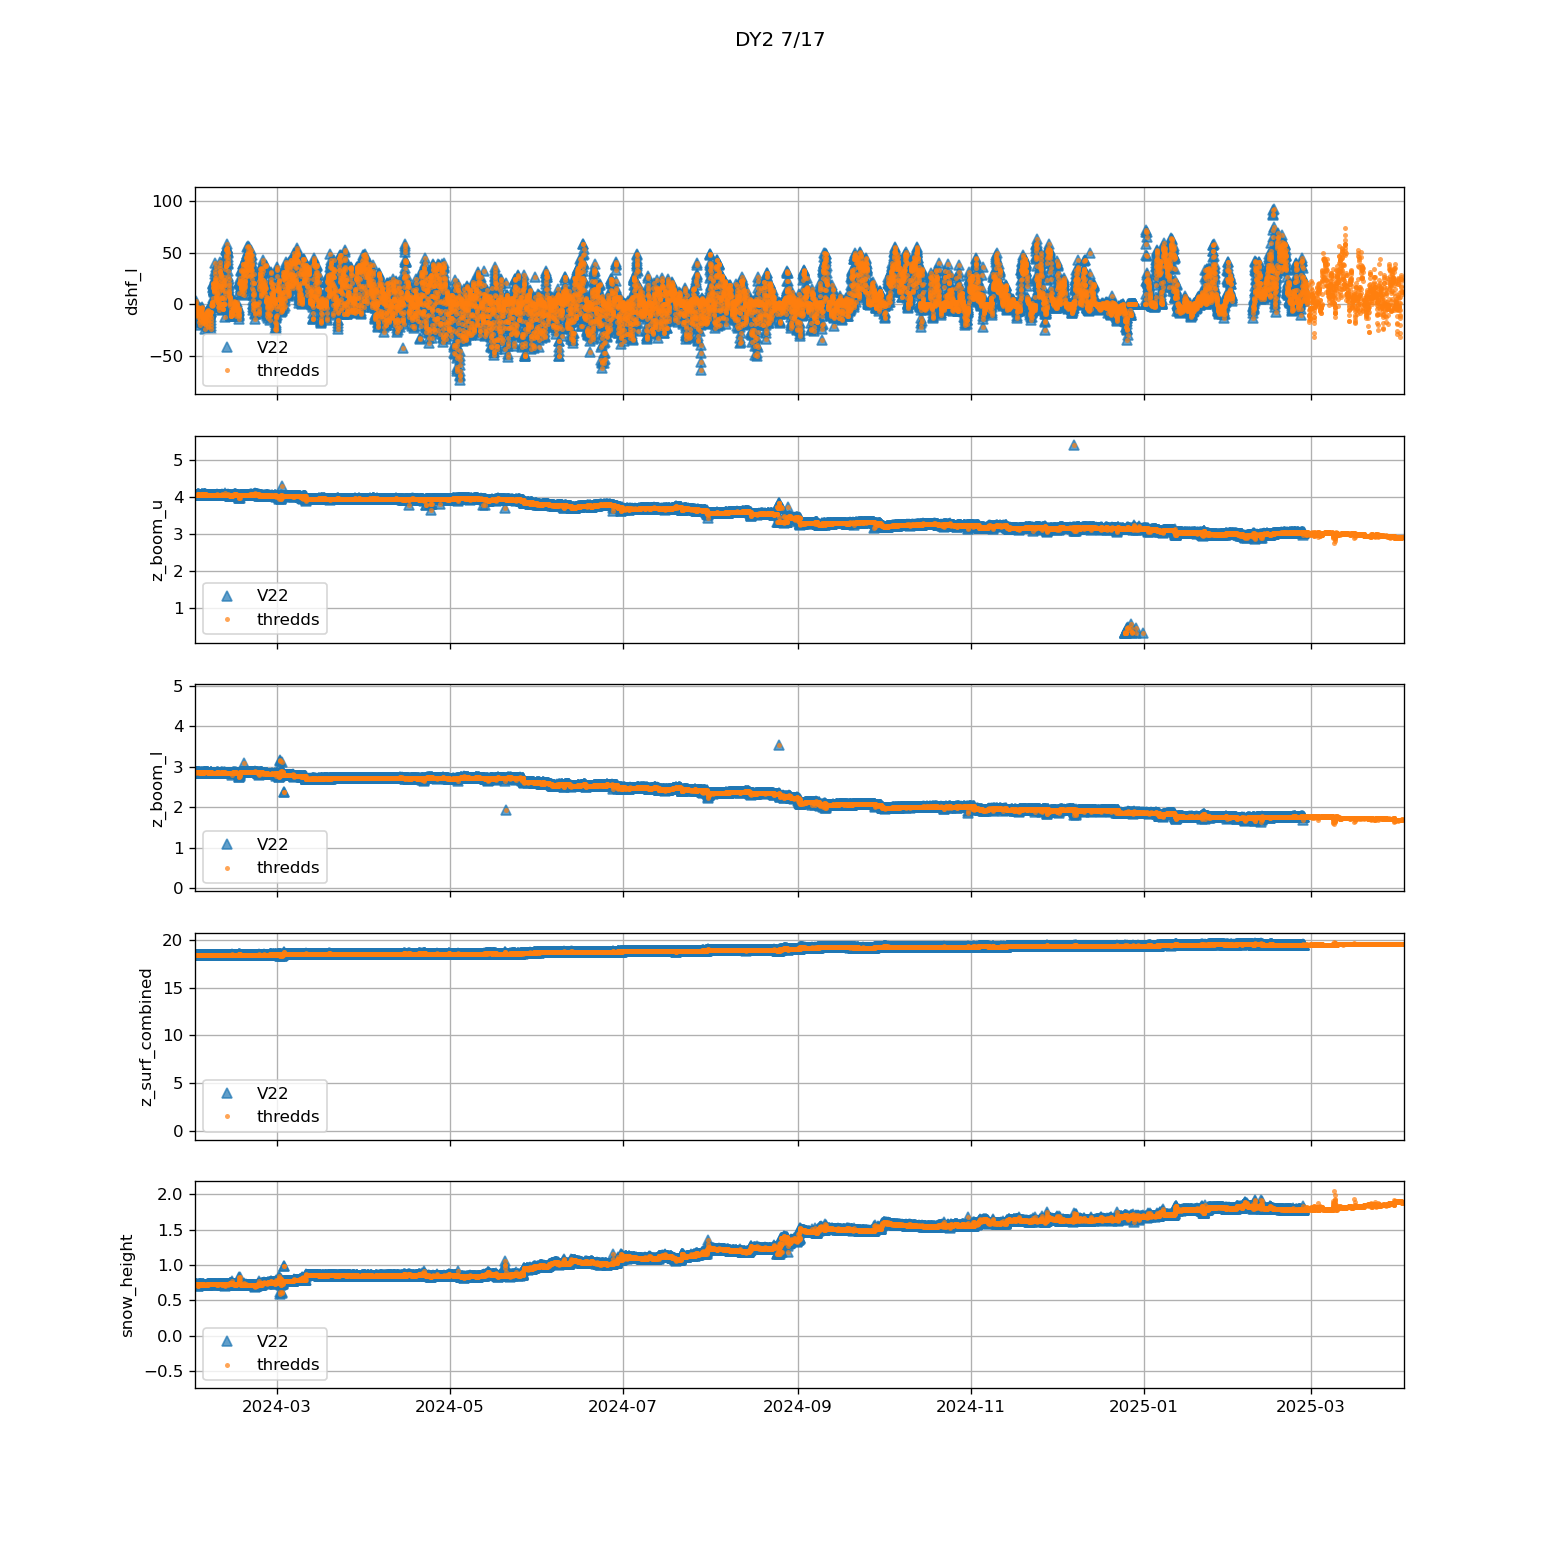 DY2 7/17
dshf_l
100
50
0
−50
V22
thredds
z_boom_u
5
4
3
2
1
V22
thredds
z_boom_l
5
4
3
2
1
0
V22
thredds
z_surf_combined
20
15
10
5
0
V22
thredds
snow_height
2.0
1.5
1.0
0.5
0.0
−0.5
V22
thredds
2024-03 2024-05 2024-07 2024-09 2024-11 2025-01 2025-03